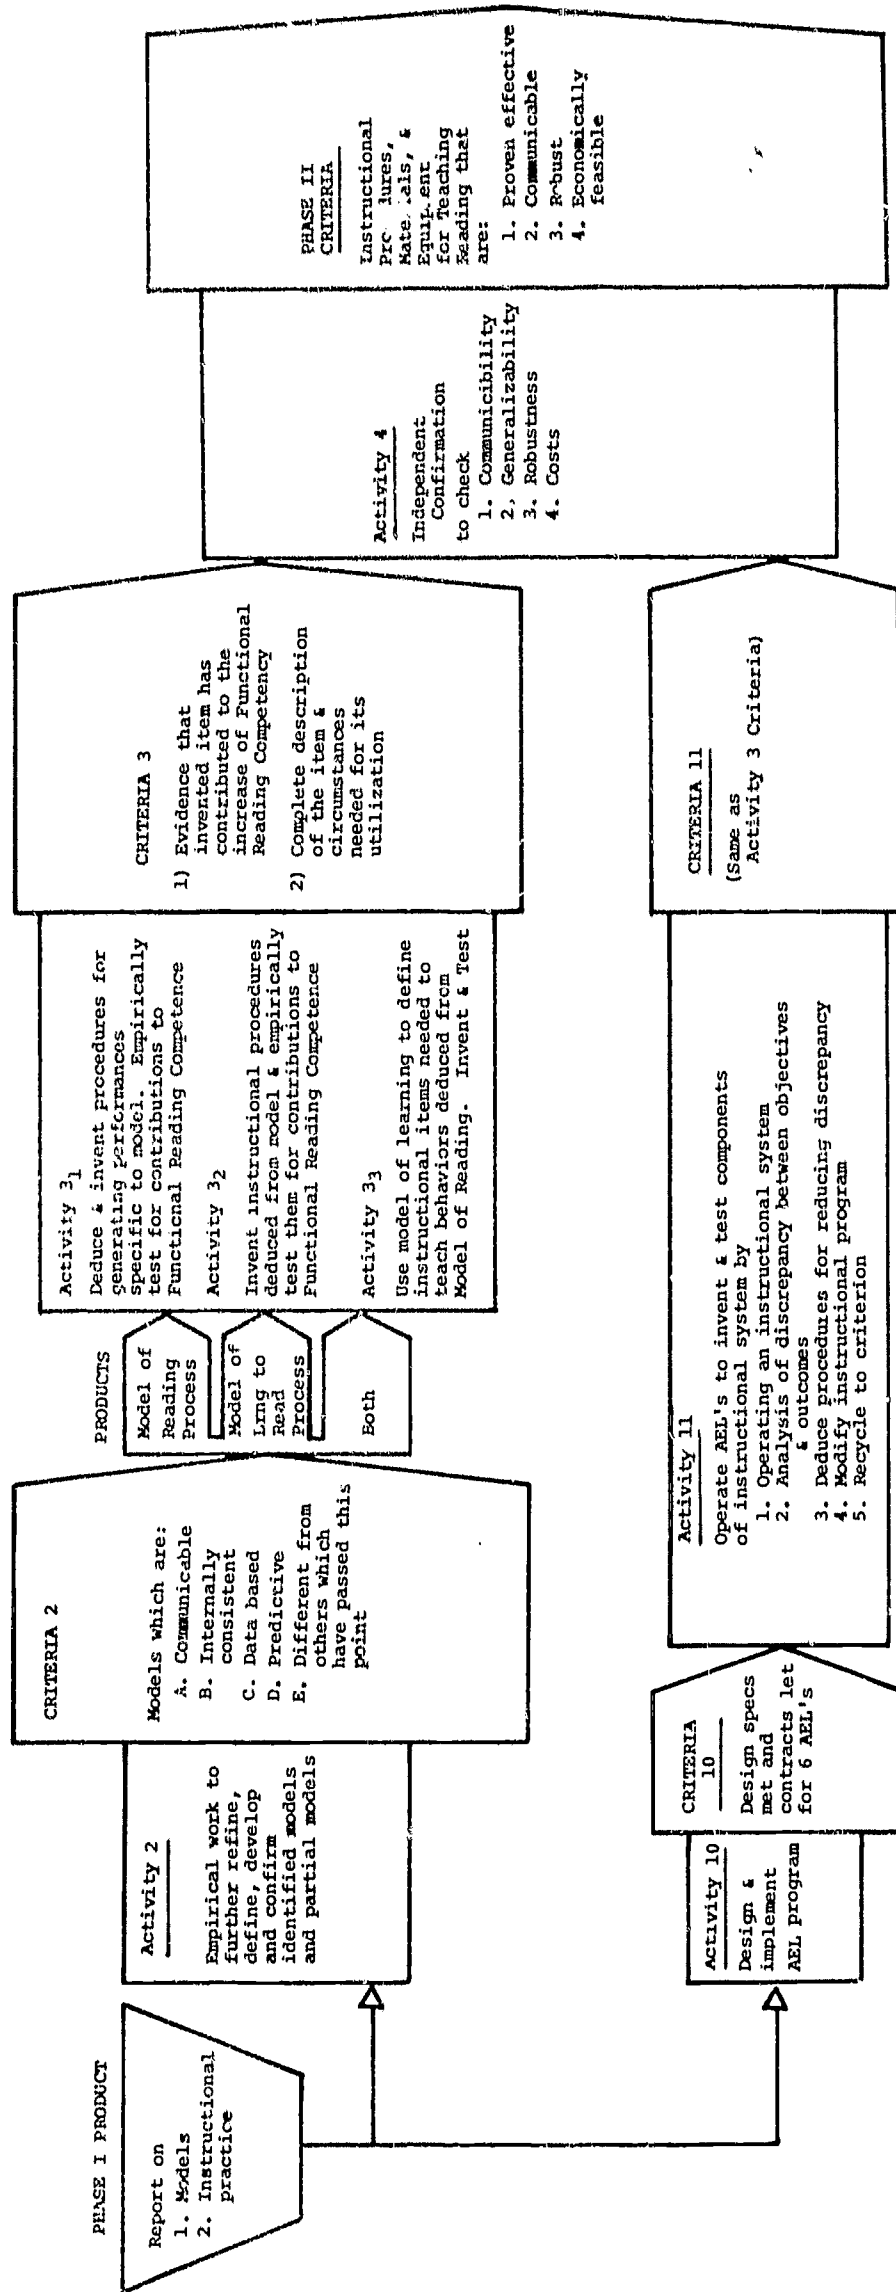 PHASE I PRODUCT
Report on
1. Models
2. Instructional
practice
Activity 2
Empirical work to
further refine,
define, develop
and confirm
identified models
and partial models
CRITERIA 2
Models which are:
A. Communicable
B. Internally
consistent
C. Data based
D. Predictive
E. Different from
others which
have passed this
point
PRODUCTS
Model of
Reading
Process
Model of
Lrng to
Read
Process
Both
Activity 3₁
Deduce & invent procedures for
generating performances
specific to model. Empirically
test for contributions to
Functional Reading Competence
Activity 3₂
Invent instructional procedures
deduced from model & empirically
test them for contributions to
Functional Reading Competence
Activity 3₃
Use model of learning to define
instructional items needed to
teach behaviors deduced from
Model of Reading. Invent & Test
CRITERIA 3
1) Evidence that
invented item has
contributed to the
increase of Functional
Reading Competency
2) Complete description
of the item &
circumstances
needed for its
utilization
Activity 10
Design &
implement
AEL program
CRITERIA
10
Design specs
met and
contracts let
for 6 AEL's
Activity 11
Operate AEL's to invent & test components
of instructional system by
1. Operating an instructional system
2. Analysis of discrepancy between objectives
& outcomes
3. Deduce procedures for reducing discrepancy
4. Modify instructional program
5. Recycle to criterion
CRITERIA 11
(Same as
Activity 3 Criteria)
Activity 4
Independent
Confirmation
to check
1. Communicibility
2, Generalizability
3. Robustness
4. Costs
PHASE II
CRITERIA
Instructional
for Teaching
Reading that
are:
1. Proven effective
2. Communicable
3. Robust
4. Economically
feasible